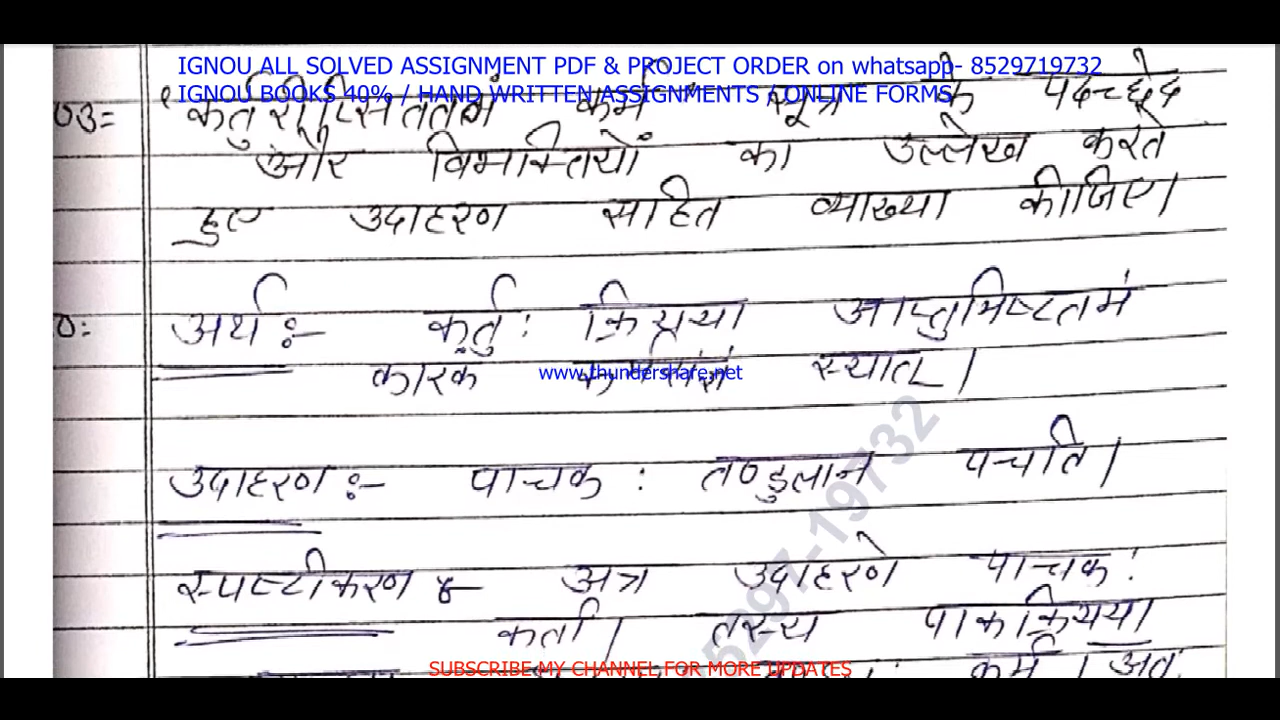 IGNOU ALL SOLVED ASSIGNMENT PDF & PROJECT ORDER on whatsapp- 8529719732
IGNOU BOOKS 40% / HAND WRITTEN ASSIGNMENTS / ONLINE FORMS
कर्म सूत्र के पदच्छेद
और विभक्तियों का उल्लेख करते
हुए उदाहरण सहित व्याख्या कीजिए।
अर्थः- कर्तुः क्रियया आप्तुमिष्टतमं
कारक स्यात्।
www.thundershare.net
उदाहरणः- पाचकः तण्डुलान पचति।
स्पष्टीकरण :- अत्र उदाहरणे पाचकः
कर्ता। तस्य पाकक्रियया
कर्म। अतः
5297-19732
SUBSCRIBE MY CHANNEL FOR MORE UPDATES